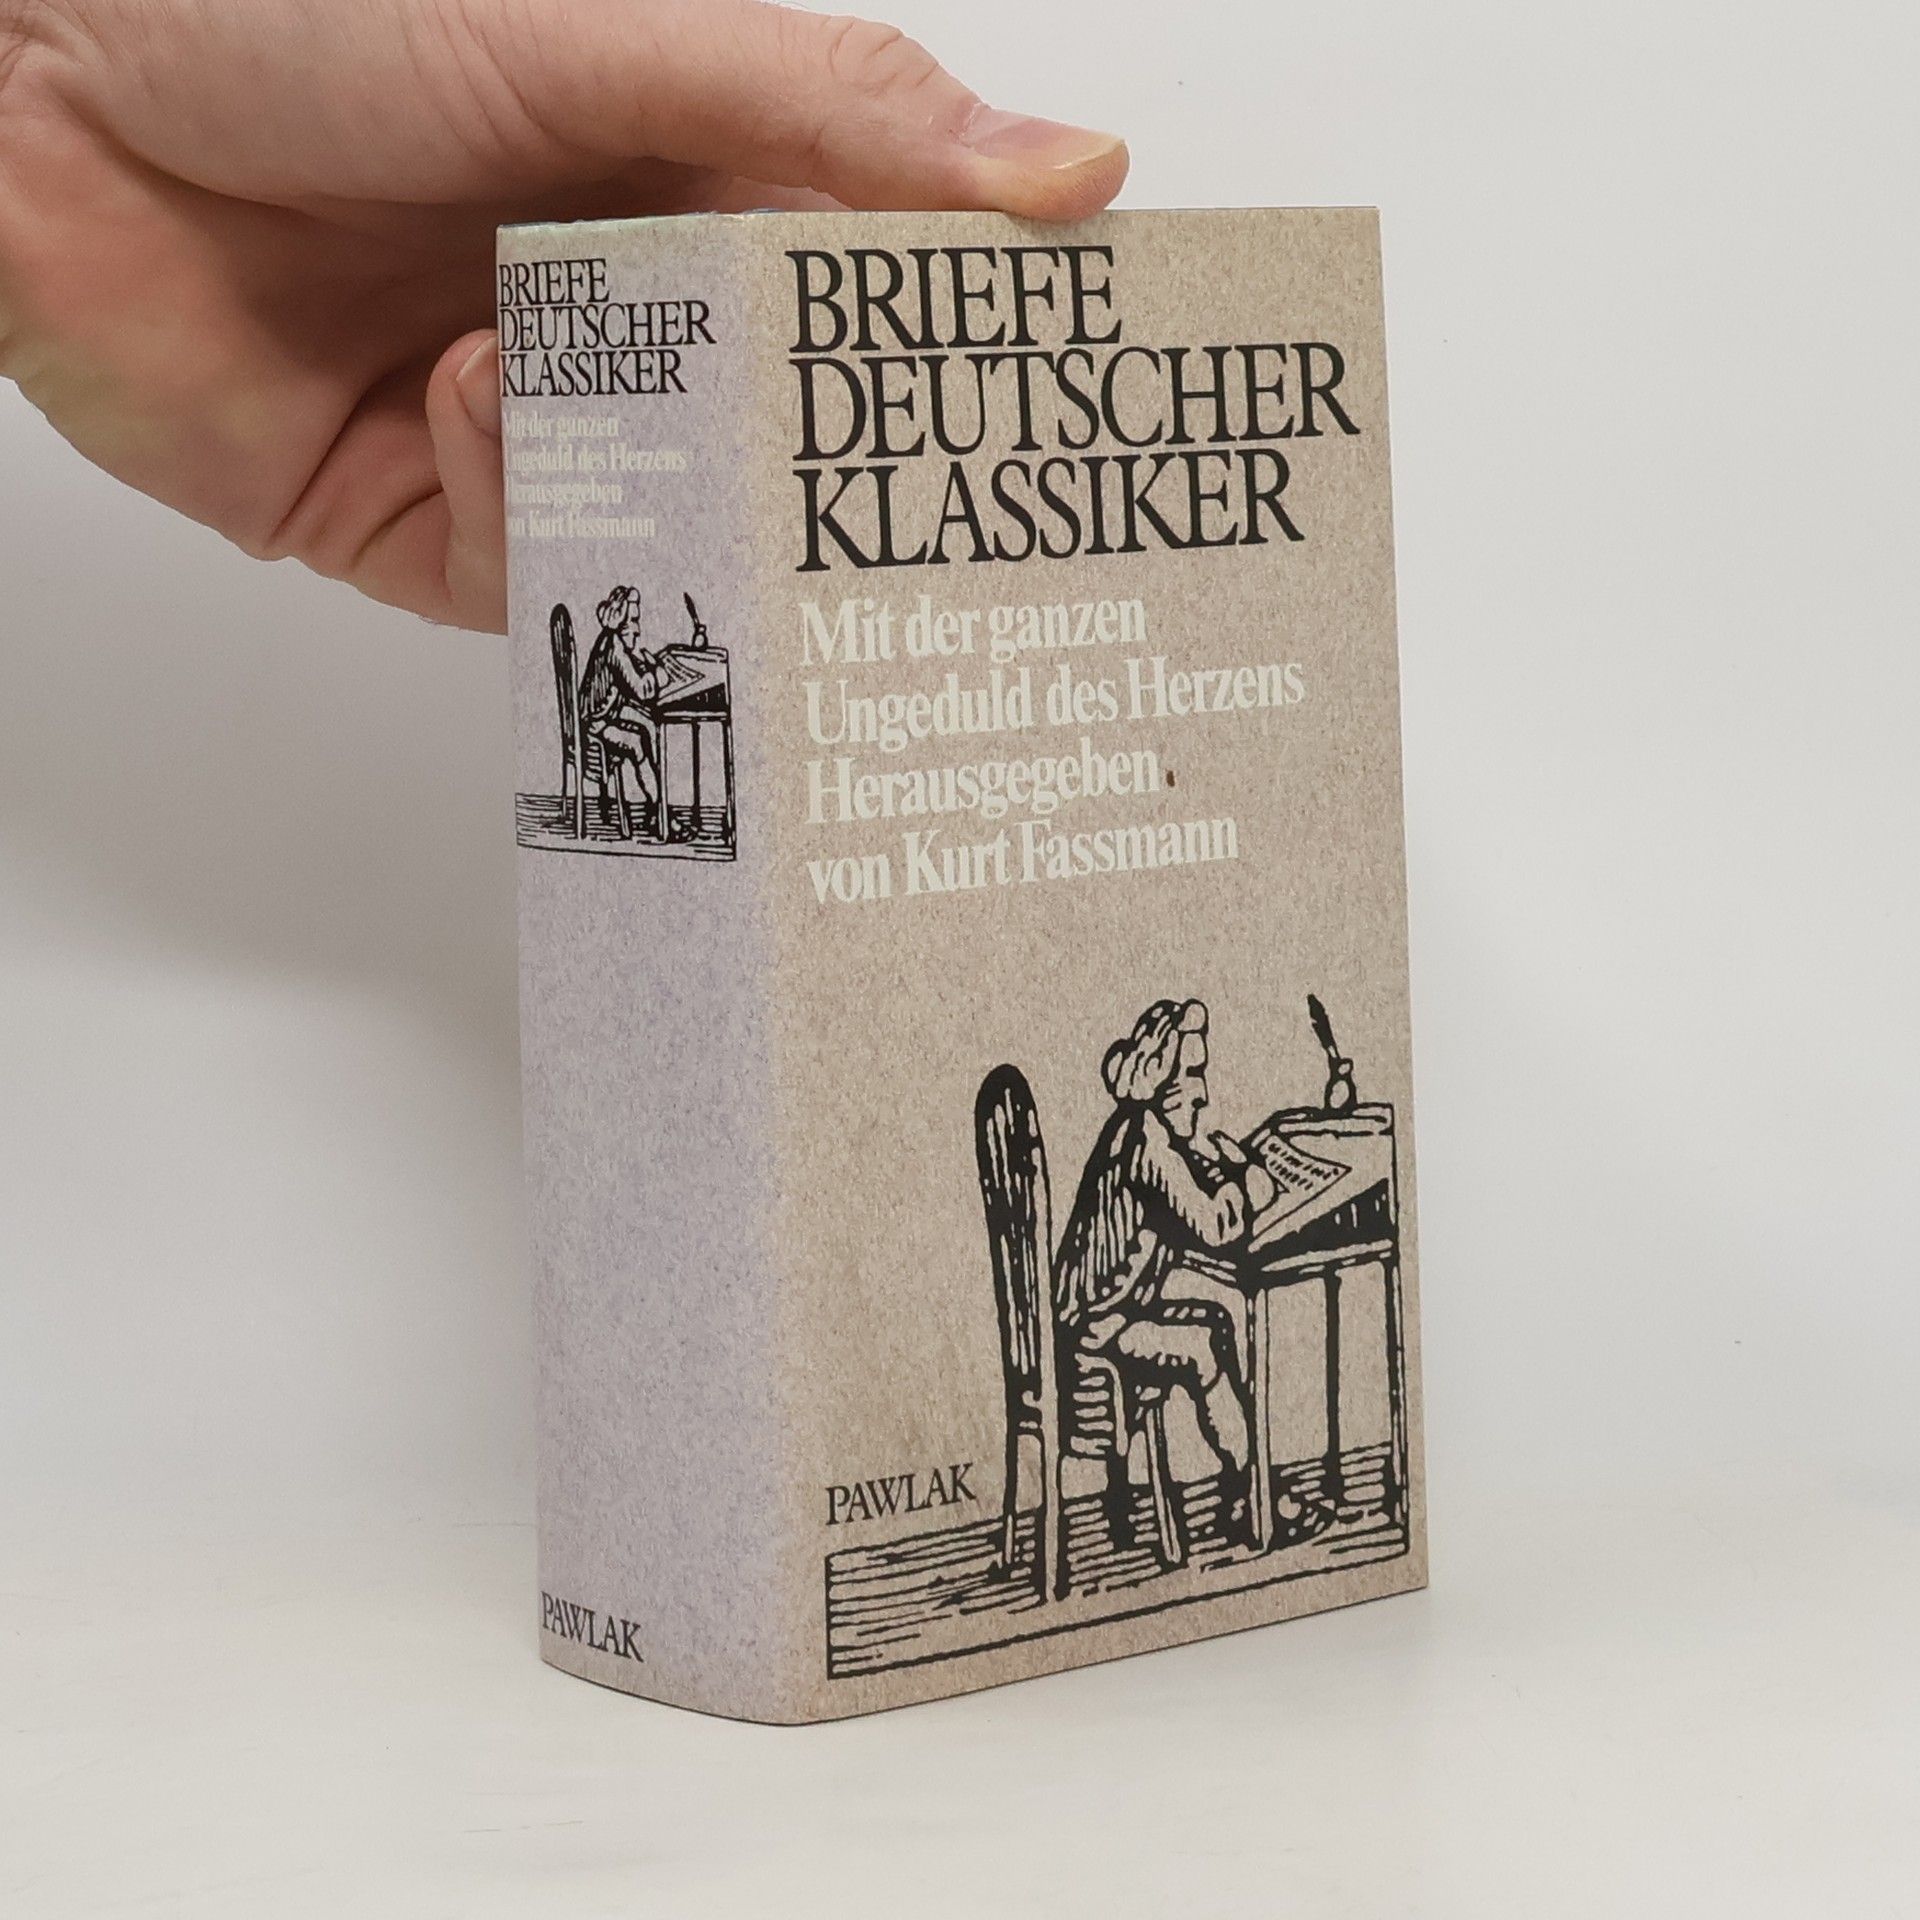 BRIEFE
DEUTSCHER
KLASSIKER
Mit der ganzen
Ungeduld des Herzens
Herausgegeben
von Kurt Fassmann
PAWLAK
BRIEFE
DEUTSCHER
KLASSIKER
Mit der ganzen
Ungeduld des Herzens
Herausgegeben
von Kurt Fassmann
PAWLAK